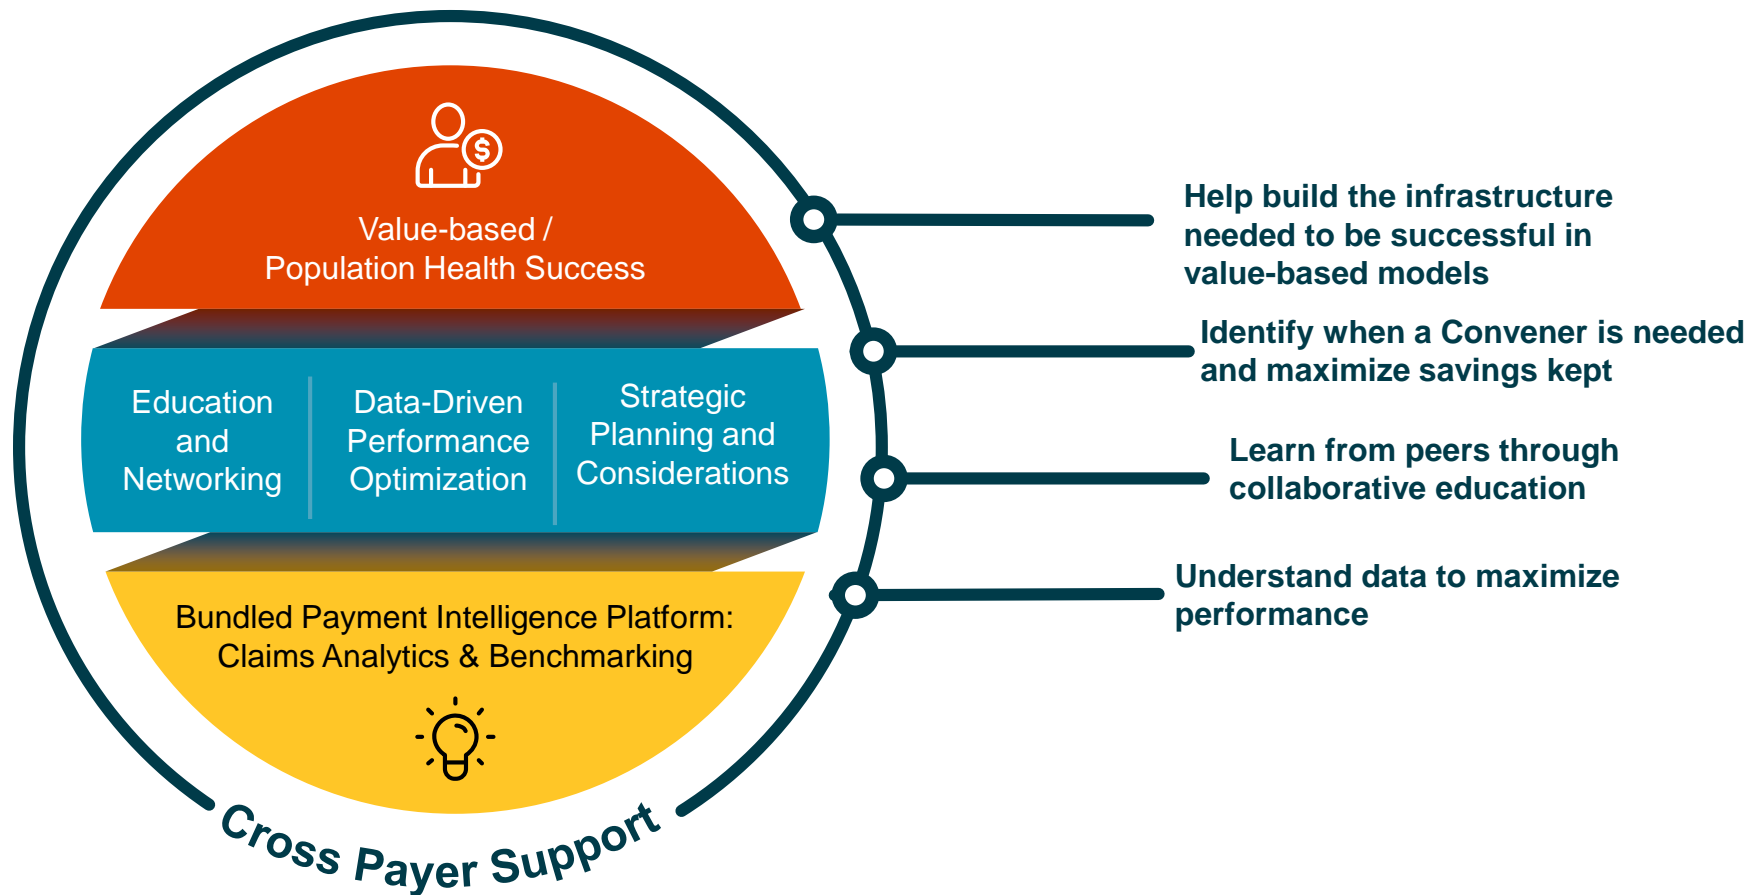 $
Value-based /
Population Health Success
Education
and
Networking
Data-Driven
Performance
Optimization
Strategic
Planning and
Considerations
Bundled Payment Intelligence Platform:
Claims Analytics & Benchmarking
Cross Payer Support
Help build the infrastructure
needed to be successful in
value-based models
Identify when a Convener is needed
and maximize savings kept
Learn from peers through
collaborative education
Understand data to maximize
performance